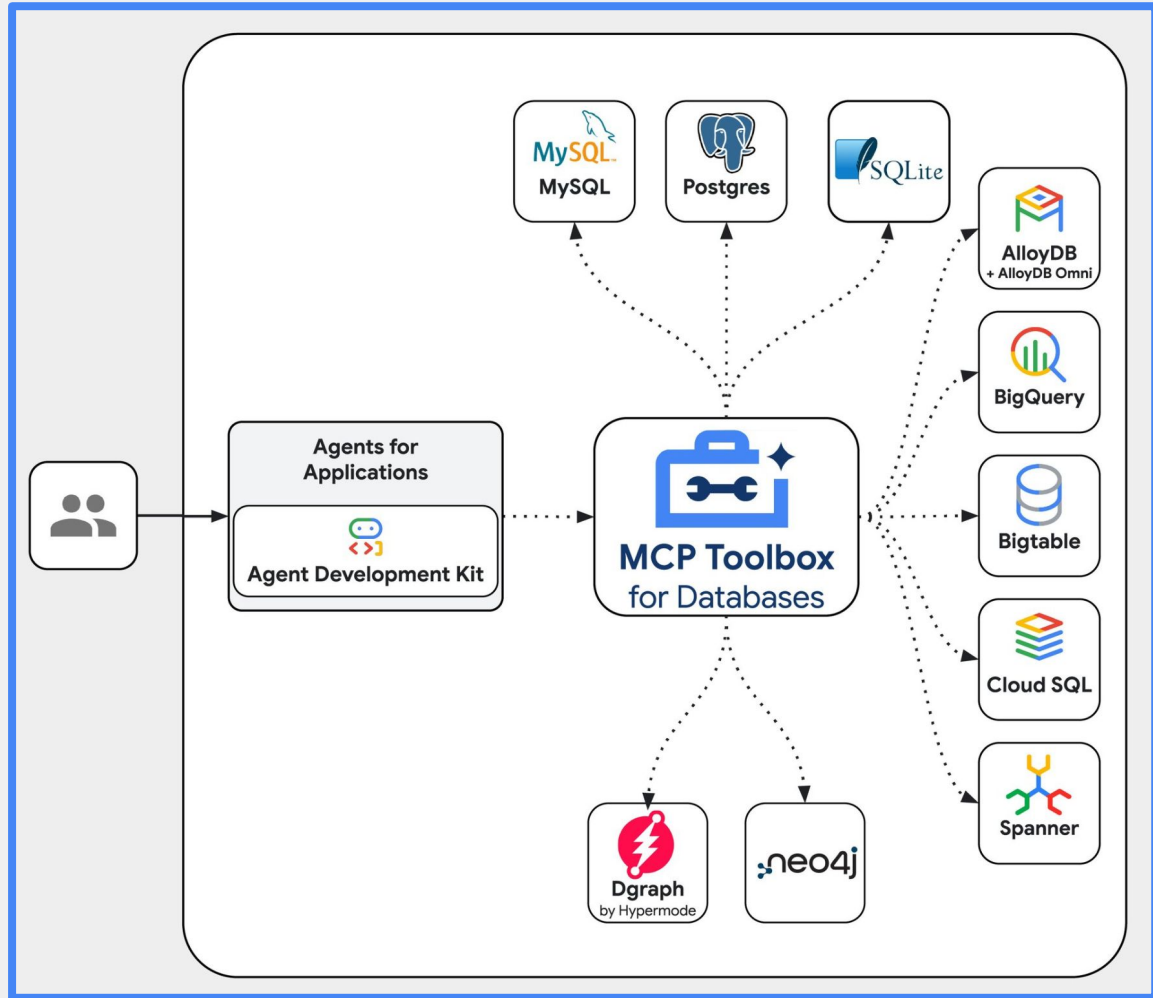 MySQL™
MySQL
Postgres
SQLite
AlloyDB
+ AlloyDB Omni
BigQuery
Agents for
Applications
Agent Development Kit
MCP Toolbox
for Databases
Bigtable
Cloud SQL
Spanner
Dgraph
by Hypermode
neo4j